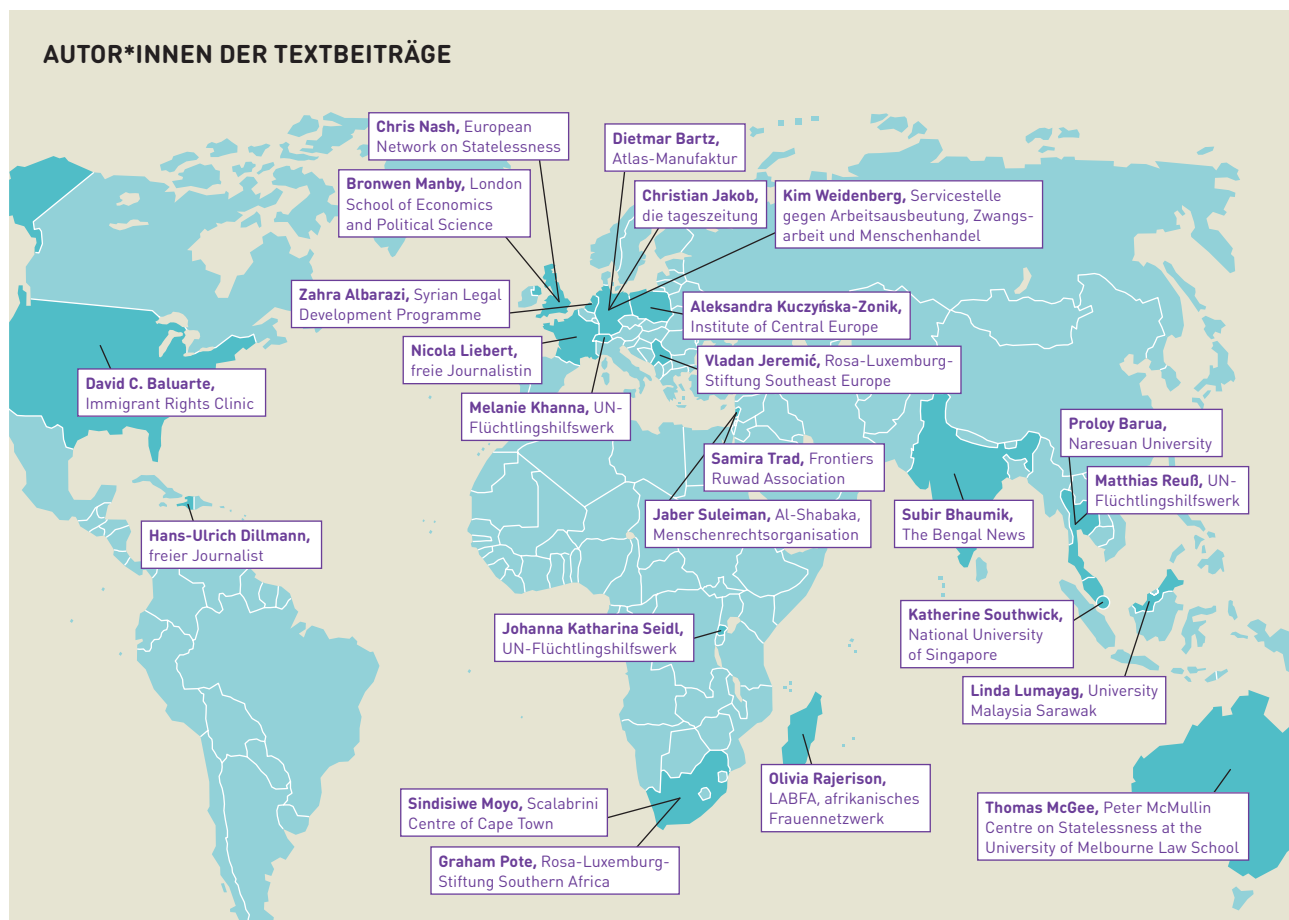 AUTOR*INNEN DER TEXTBEITRÄGE
Chris Nash, European
Network on Statelessness
Dietmar Bartz,
Atlas-Manufaktur
Bronwen Manby, London
School of Economics
and Political Science
Christian Jakob,
die tageszeitung
Kim Weidenberg, Servicestelle
gegen Arbeitsausbeutung, Zwangs-
arbeit und Menschenhandel
Zahra Albarazi, Syrian Legal
Development Programme
Aleksandra Kuczyńska-Zonik,
Institute of Central Europe
Nicola Liebert,
freie Journalistin
Vladan Jeremić, Rosa-Luxemburg-
Stiftung Southeast Europe
David C. Baluarte,
Immigrant Rights Clinic
Melanie Khanna, UN-
Flüchtlingshilfswerk
Proloy Barua,
Naresuan University
Samira Trad, Frontiers
Ruwad Association
Matthias Reuß, UN-
Flüchtlingshilfswerk
Jaber Suleiman, Al-Shabaka,
Menschenrechtsorganisation
Subir Bhaumik,
The Bengal News
Hans-Ulrich Dillmann,
freier Journalist
Johanna Katharina Seidl,
UN-Flüchtlingshilfswerk
Katherine Southwick,
National University
of Singapore
Linda Lumayag, University
Malaysia Sarawak
Olivia Rajerison,
LABFA, afrikanisches
Frauennetzwerk
Sindisiwe Moyo, Scalabrini
Centre of Cape Town
Thomas McGee, Peter McMullin
Centre on Statelessness at the
University of Melbourne Law School
Graham Pote, Rosa-Luxemburg-
Stiftung Southern Africa